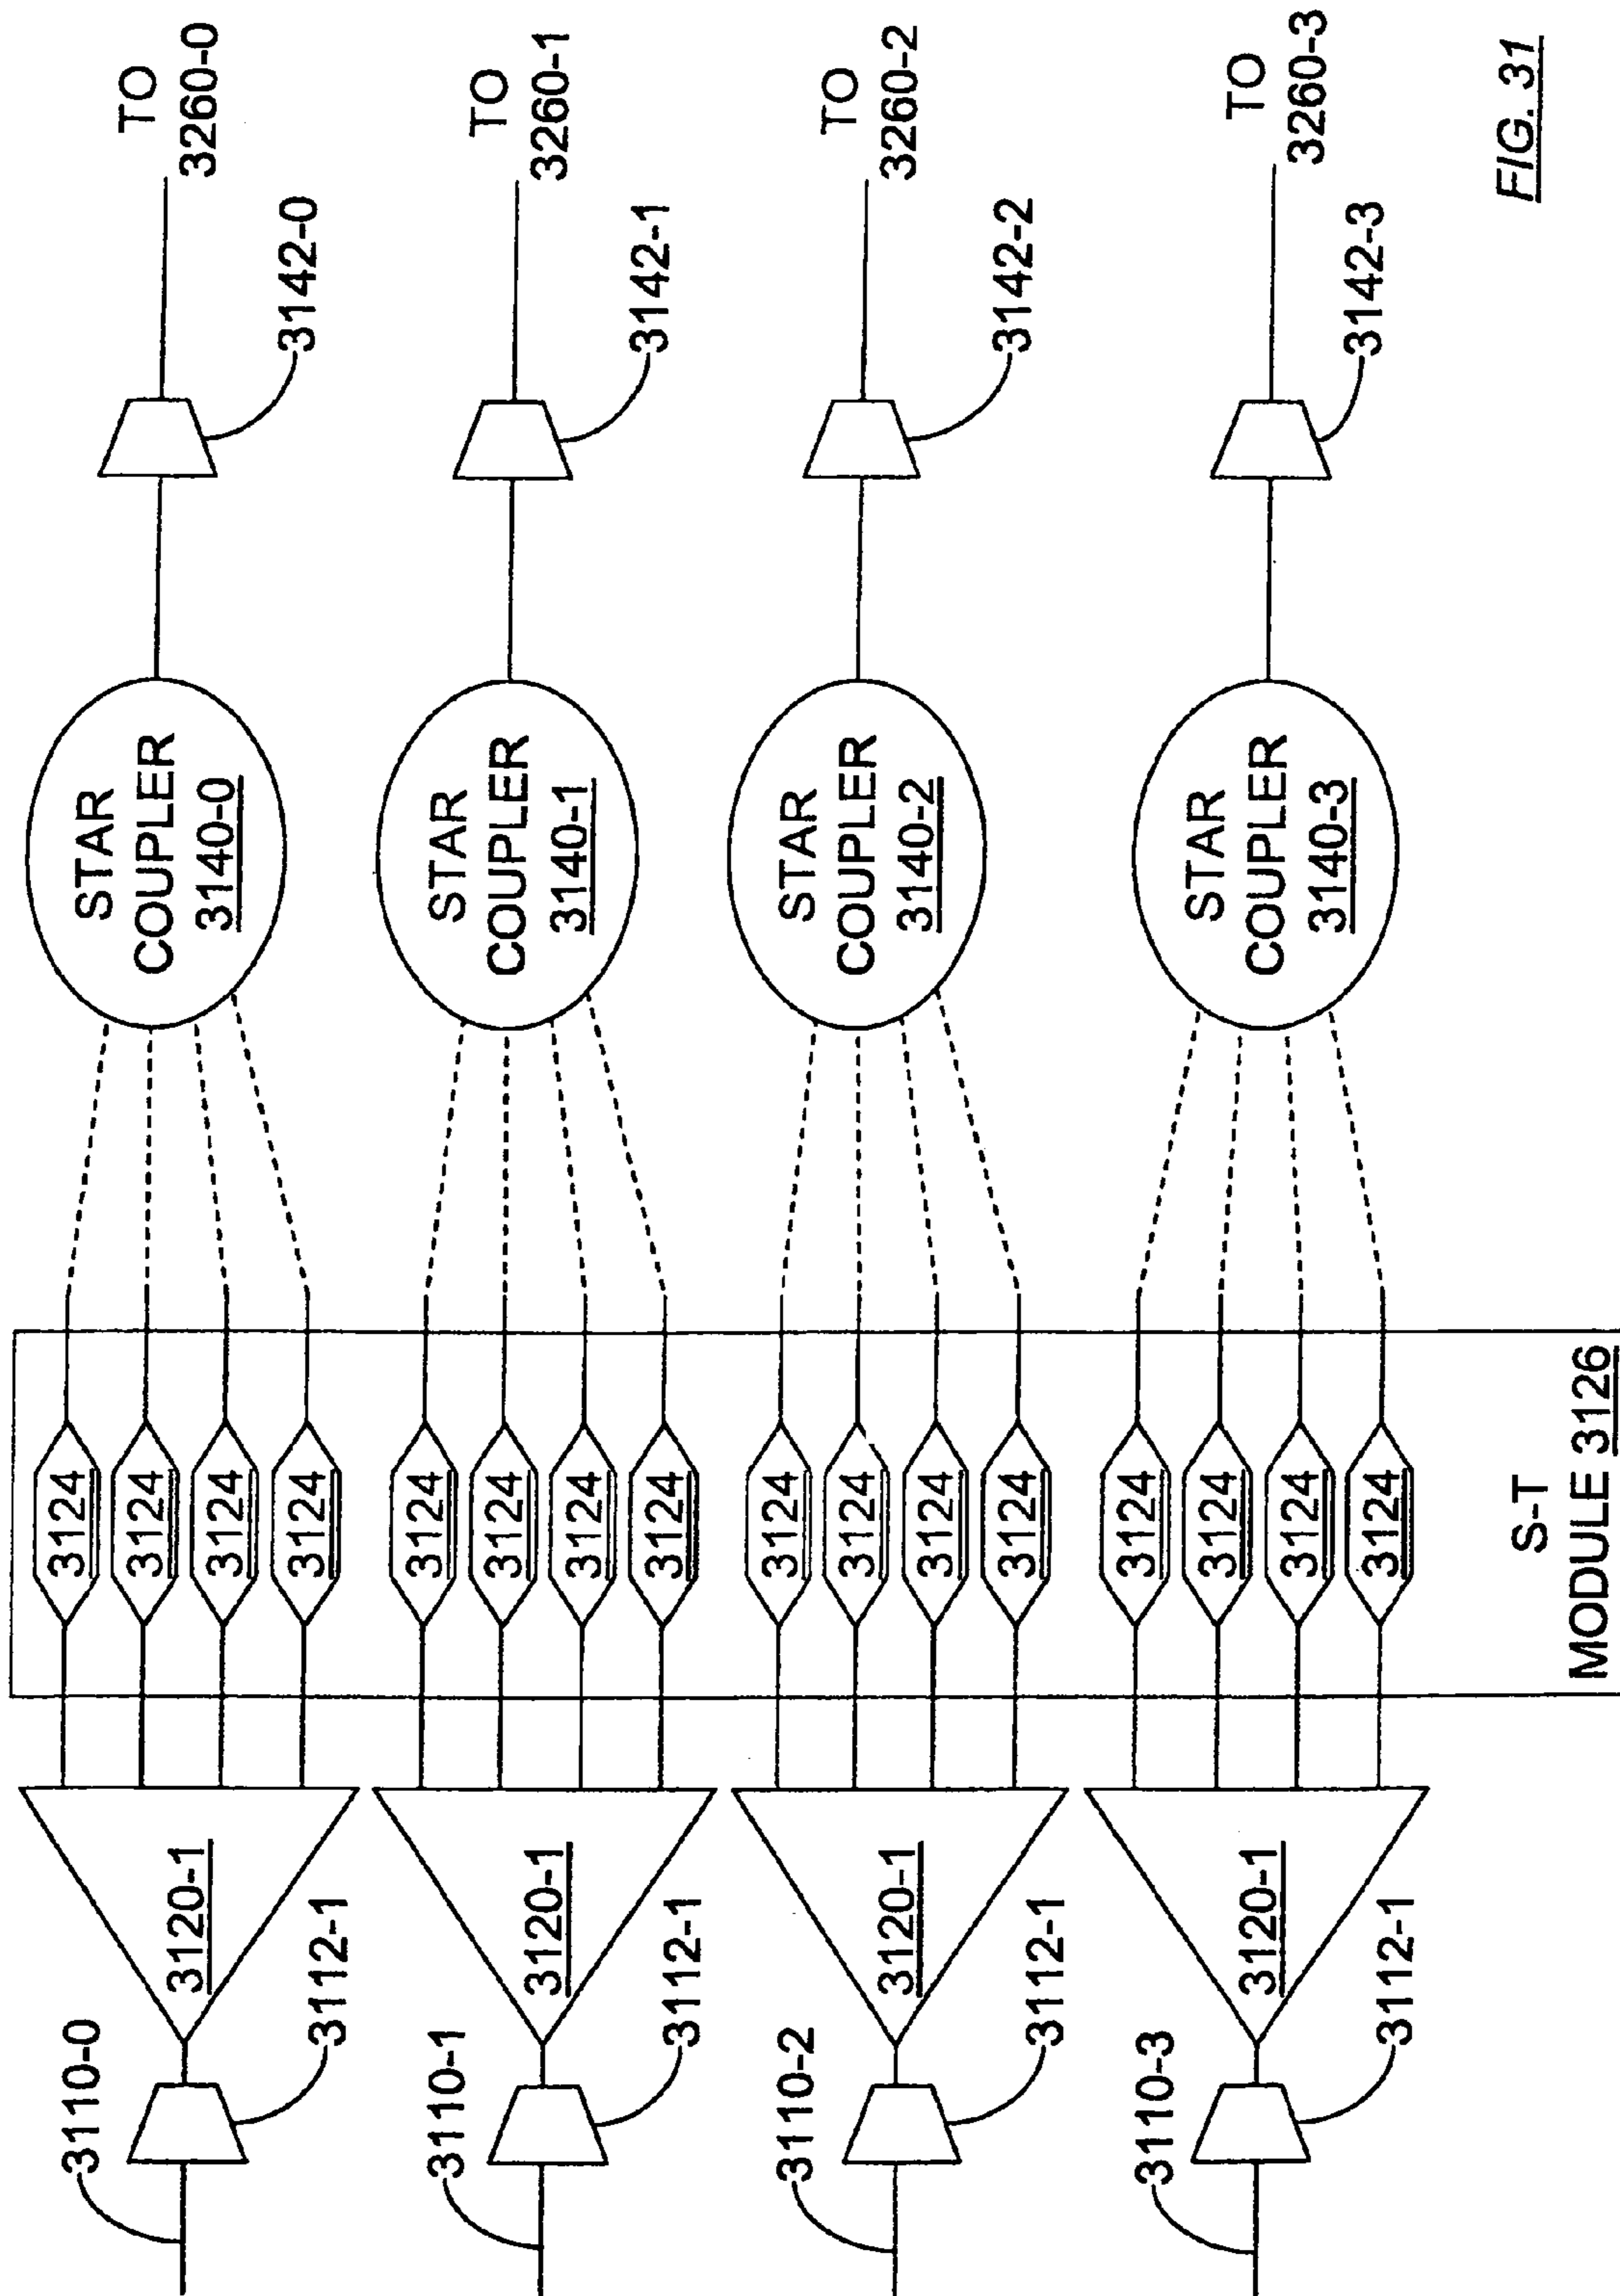 3110-0
3112-1
3120-1
3124
3124
3124
3124
STAR
COUPLER
3140-0
3142-0
TO
3260-0
3110-1
3112-1
3120-1
3124
3124
3124
3124
STAR
COUPLER
3140-1
3142-1
TO
3260-1
3110-2
3112-1
3120-1
3124
3124
3124
3124
STAR
COUPLER
3140-2
3142-2
TO
3260-2
3110-3
3112-1
3120-1
3124
3124
3124
3124
STAR
COUPLER
3140-3
3142-3
TO
3260-3
S-T
MODULE 3126
FIG. 31